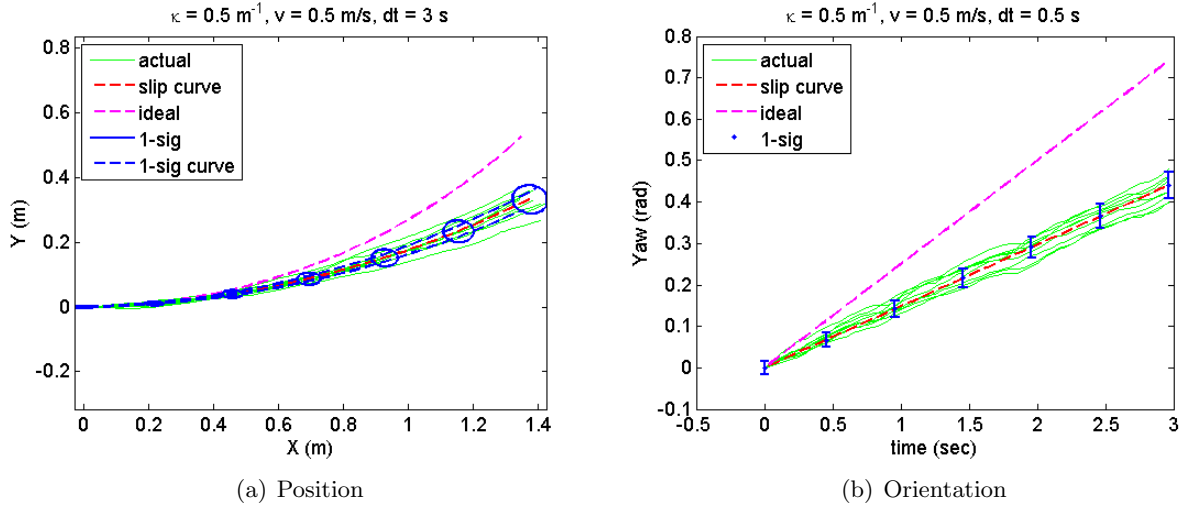 κ = 0.5 m⁻¹, v = 0.5 m/s, dt = 3 s
actual
slip curve
ideal
1-sig
1-sig curve
0.8
0.6
0.4
0.2
0
-0.2
Y (m)
0
0.2
0.4
0.6
0.8
1
1.2
1.4
X (m)
(a) Position
κ = 0.5 m⁻¹, v = 0.5 m/s, dt = 0.5 s
actual
slip curve
ideal
1-sig
0.8
0.7
0.6
0.5
0.4
0.3
0.2
0.1
0
-0.1
Yaw (rad)
-0.5
0
0.5
1
1.5
2
2.5
3
time (sec)
(b) Orientation